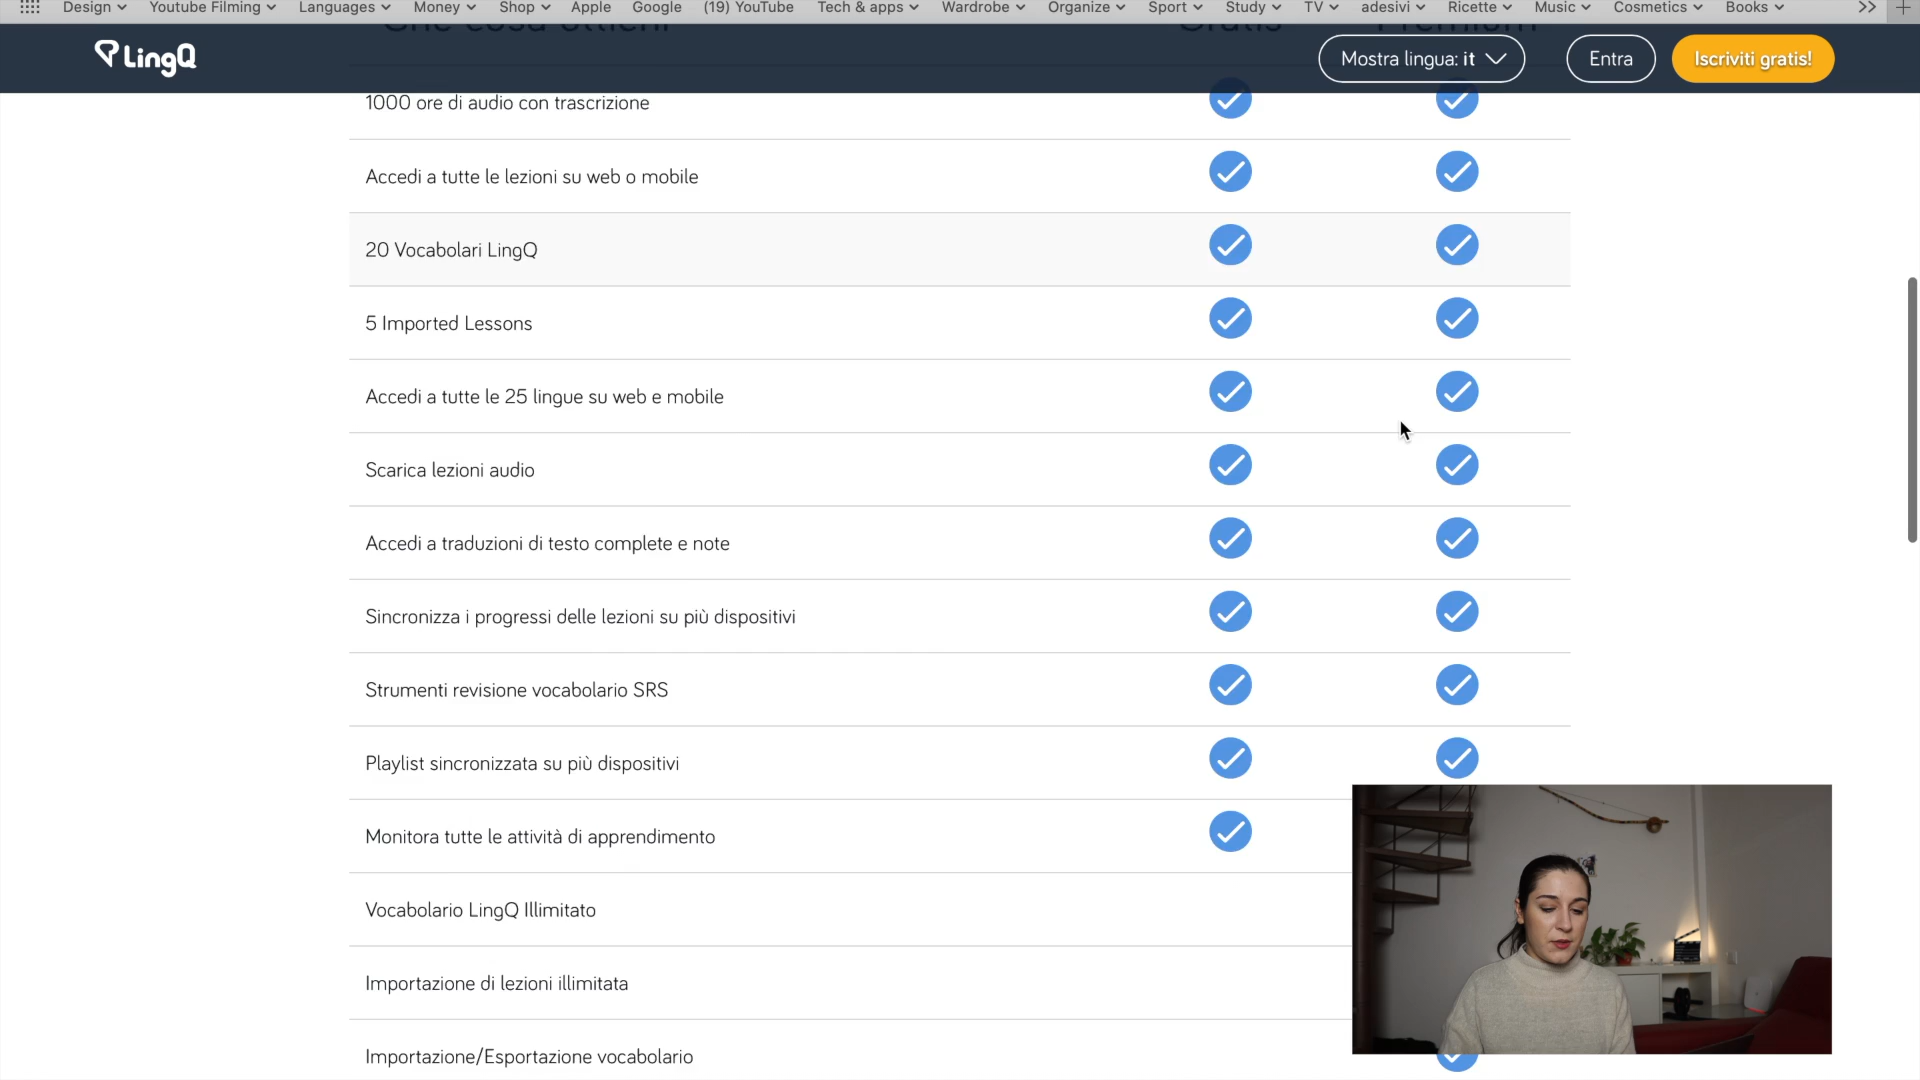 Design Youtube Filming Languages Money Shop Apple Google (19) YouTube Tech & apps Wardrobe Organize Sport Study TV adesivi Ricette Music Cosmetics Books
Che cosa ottieni Gratis Premium
LingQ Mostra lingua: it Entra Iscriviti gratis!
1000 ore di audio con trascrizione
Accedi a tutte le lezioni su web o mobile
20 Vocabolari LingQ
5 Imported Lessons
Accedi a tutte le 25 lingue su web e mobile
Scarica lezioni audio
Accedi a traduzioni di testo complete e note
Sincronizza i progressi delle lezioni su più dispositivi
Strumenti revisione vocabolario SRS
Playlist sincronizzata su più dispositivi
Monitora tutte le attività di apprendimento
Vocabolario LingQ Illimitato
Importazione di lezioni illimitata
Importazione/Esportazione vocabolario